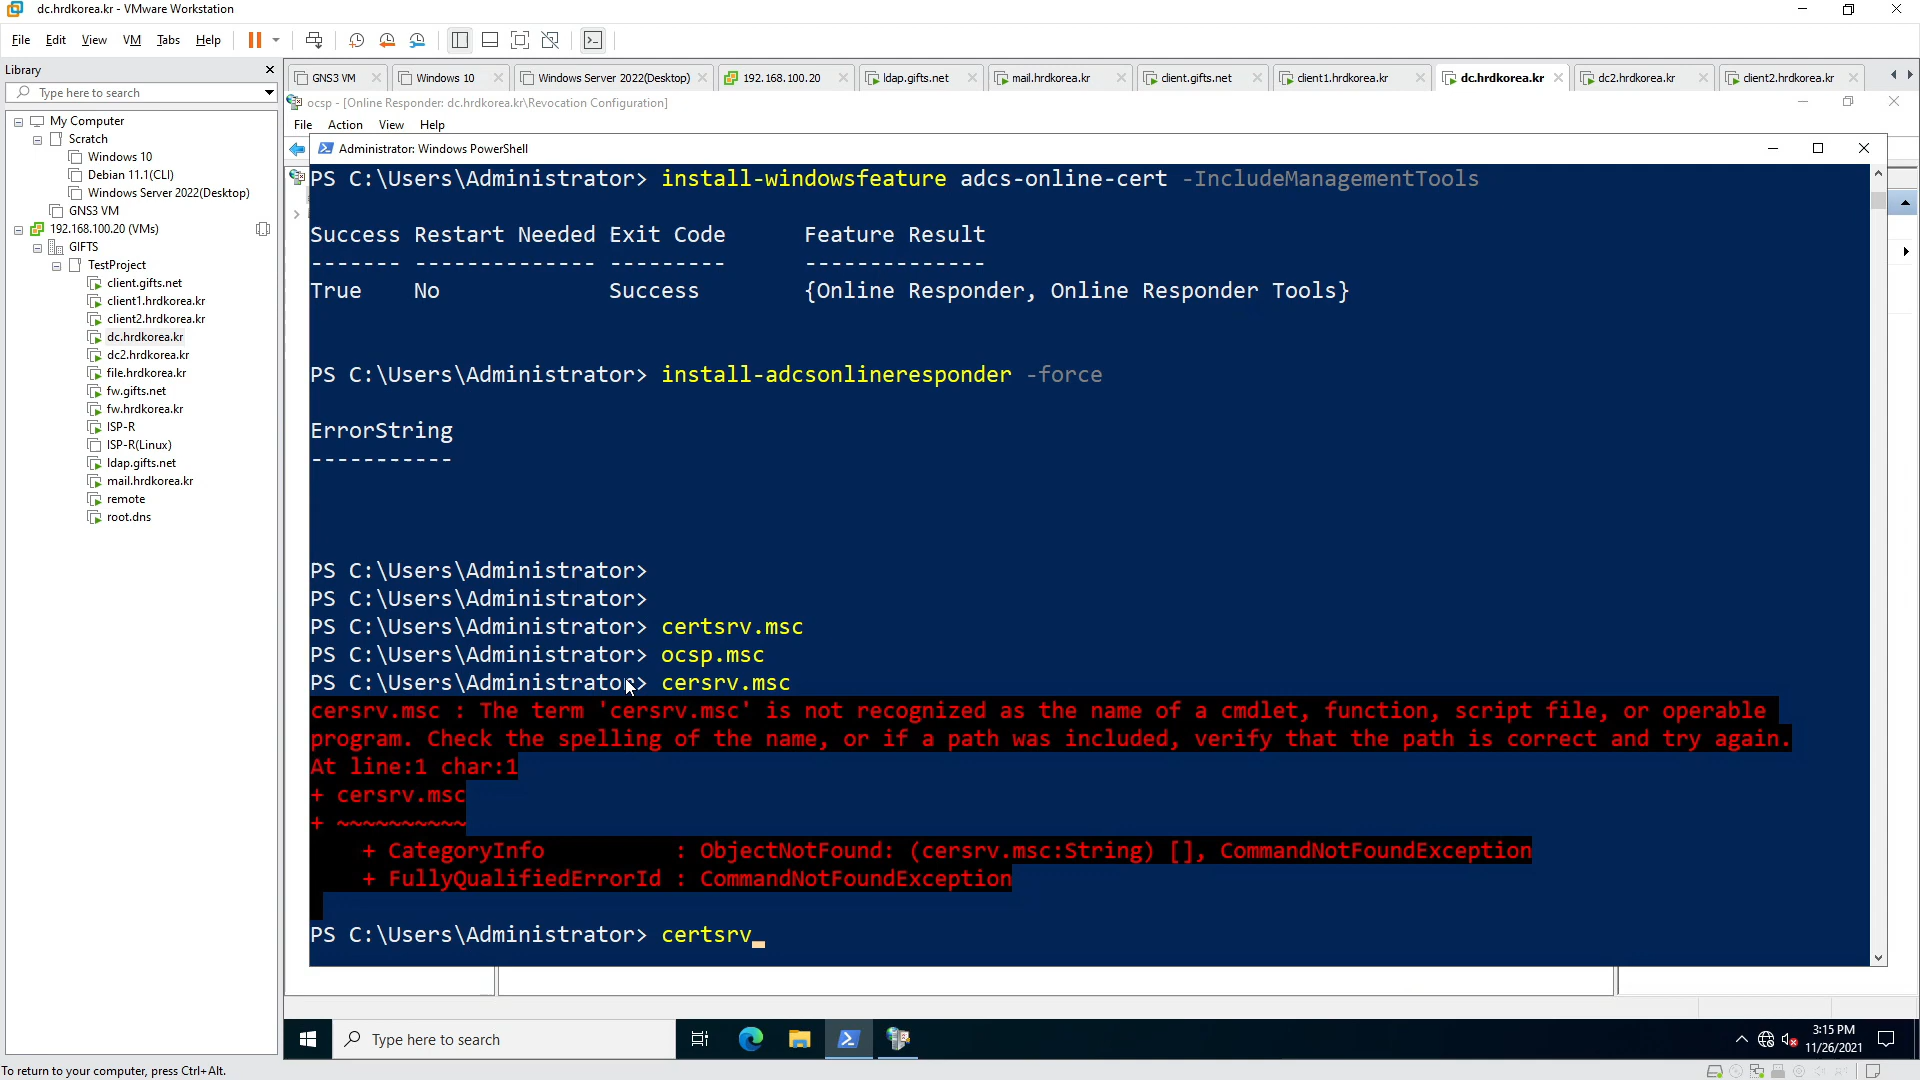 dc.hrdkorea.kr - VMware Workstation
File Edit View VM Tabs Help
Library
Type here to search
My Computer
Scratch
Windows 10
Debian 11.1(CLI)
Windows Server 2022(Desktop)
GNS3 VM
192.168.100.20 (VMs)
GIFTS
TestProject
client.gifts.net
client1.hrdkorea.kr
client2.hrdkorea.kr
dc.hrdkorea.kr
dc2.hrdkorea.kr
file.hrdkorea.kr
fw.gifts.net
fw.hrdkorea.kr
ISP-R
ISP-R(Linux)
ldap.gifts.net
mail.hrdkorea.kr
remote
root.dns
GNS3 VM Windows 10 Windows Server 2022(Desktop) 192.168.100.20 ldap.gifts.net mail.hrdkorea.kr client.gifts.net client1.hrdkorea.kr dc.hrdkorea.kr dc2.hrdkorea.kr client2.hrdkorea.kr
ocsp - [Online Responder: dc.hrdkorea.kr\Revocation Configuration]
File Action View Help
Administrator: Windows PowerShell
PS C:\Users\Administrator> install-windowsfeature adcs-online-cert -IncludeManagementTools
Success Restart Needed Exit Code Feature Result
------- -------------- --------- --------------
True No Success {Online Responder, Online Responder Tools}
PS C:\Users\Administrator> install-adcsonlineresponder -force
ErrorString
-----------
PS C:\Users\Administrator>
PS C:\Users\Administrator>
PS C:\Users\Administrator> certsrv.msc
PS C:\Users\Administrator> ocsp.msc
PS C:\Users\Administrator> cersrv.msc
cersrv.msc : The term 'cersrv.msc' is not recognized as the name of a cmdlet, function, script file, or operable
program. Check the spelling of the name, or if a path was included, verify that the path is correct and try again.
At line:1 char:1
+ cersrv.msc
+ ~~~~~~~~~~
+ CategoryInfo : ObjectNotFound: (cersrv.msc:String) [], CommandNotFoundException
+ FullyQualifiedErrorId : CommandNotFoundException
PS C:\Users\Administrator> certsrv_
Type here to search
3:15 PM
11/26/2021
To return to your computer, press Ctrl+Alt.